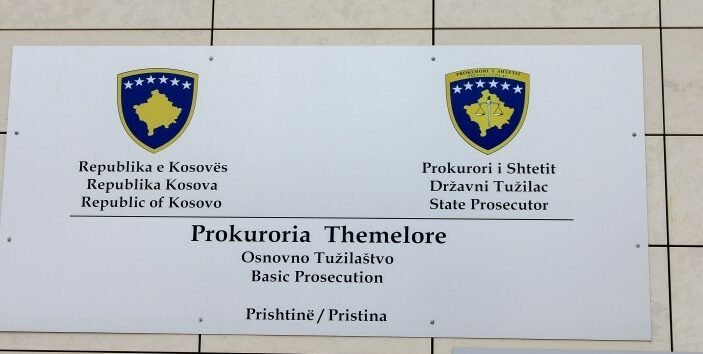 Republika e Kosovës
Republika Kosova
Republic of Kosovo
PROKURORI I SHTETIT
Prokurori i Shtetit
Državni Tužilac
State Prosecutor
Prokuroria Themelore
Osnovno Tužilaštvo
Basic Prosecution
Prishtinë / Pristina